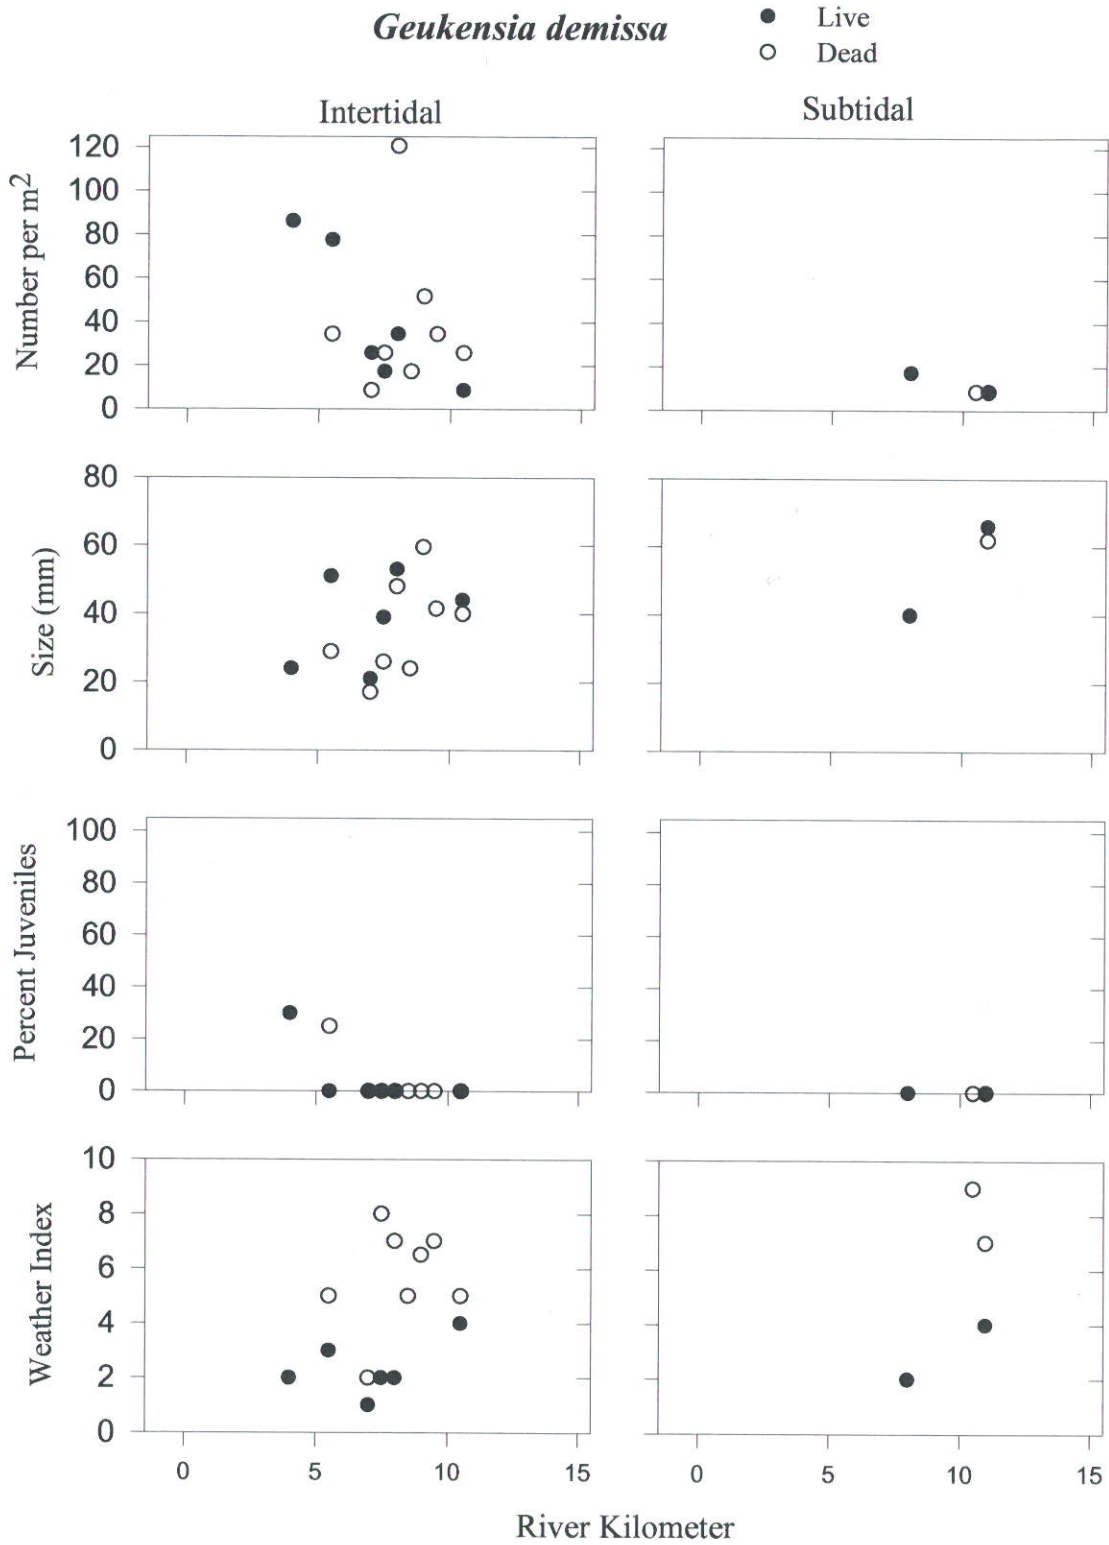 Geukensia demissa
Live
Dead
Intertidal
Subtidal
Number per m2
120
100
80
60
40
20
0
Size (mm)
80
60
40
20
0
Percent Juveniles
100
80
60
40
20
0
Weather Index
10
8
6
4
2
0
0 5 10 15
0 5 10 15
River Kilometer